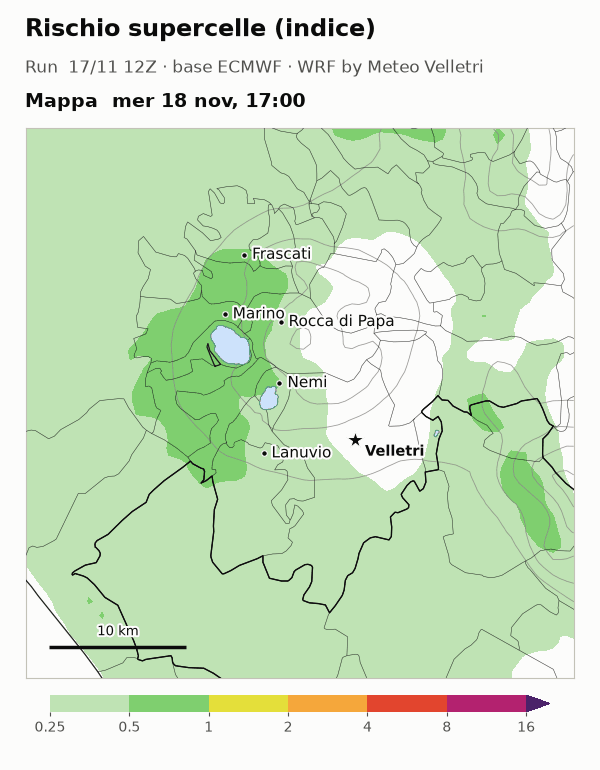 Rischio supercelle (indice)
Run  17/11 12Z · base ECMWF · WRF by Meteo Velletri
Mappa  mer 18 nov, 17:00
Frascati
Marino
Rocca di Papa
Nemi
Velletri
Lanuvio
10 km
0.25 0.5 1 2 4 8 16